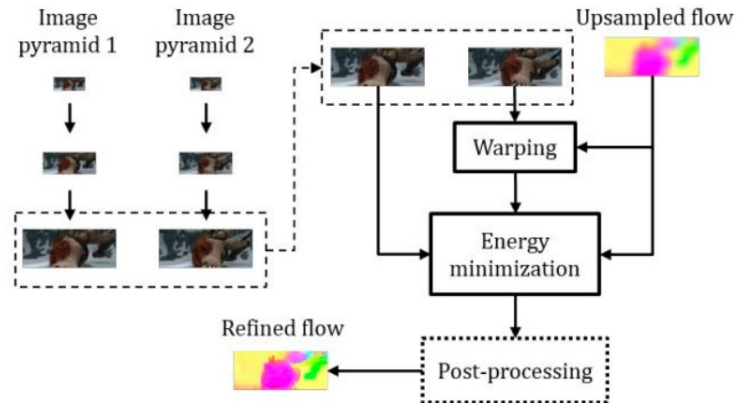 Image
pyramid 1
Image
pyramid 2
Upsampled flow
Warping
Energy
minimization
Refined flow
Post-processing